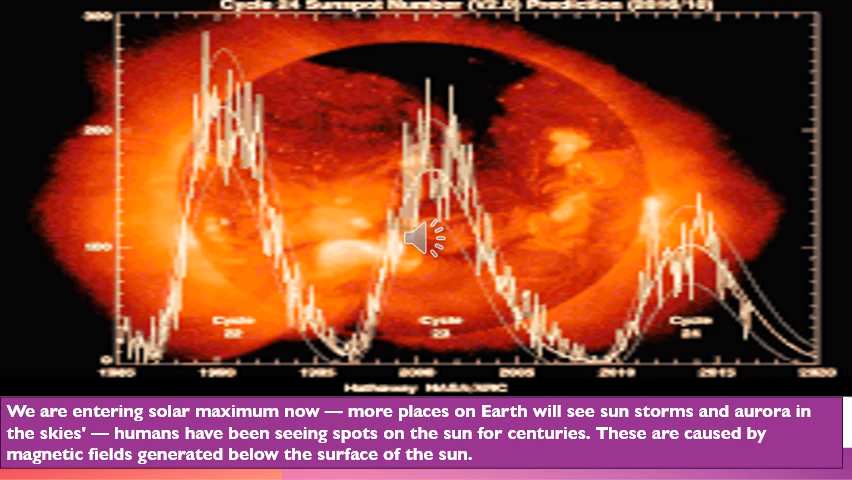 Cycle 24 Sunspot Number (V2.0) Prediction (2016/10)
300
200
100
0
Cycle
22
Cycle
23
Cycle
24
1985 1990 1995 2000 2005 2010 2015 2020
Hathaway NASA/ARC
We are entering solar maximum now — more places on Earth will see sun storms and aurora in
the skies' — humans have been seeing spots on the sun for centuries. These are caused by
magnetic fields generated below the surface of the sun.